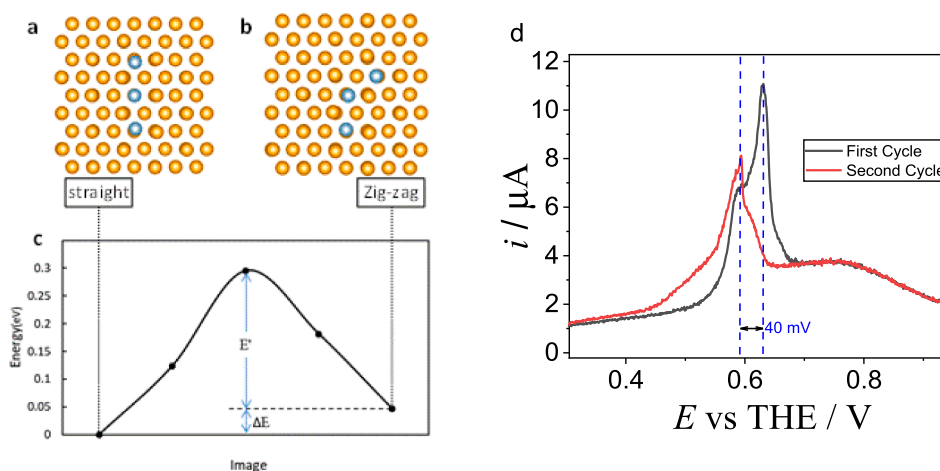 a
b
straight
Zig-zag
c
0.3
0.25
0.2
0.15
0.1
0.05
0
Energy(eV)
E*
ΔE
Image
d
12
10
8
6
4
2
0
i / μA
First Cycle
Second Cycle
40 mV
0.4
0.6
0.8
E vs THE / V